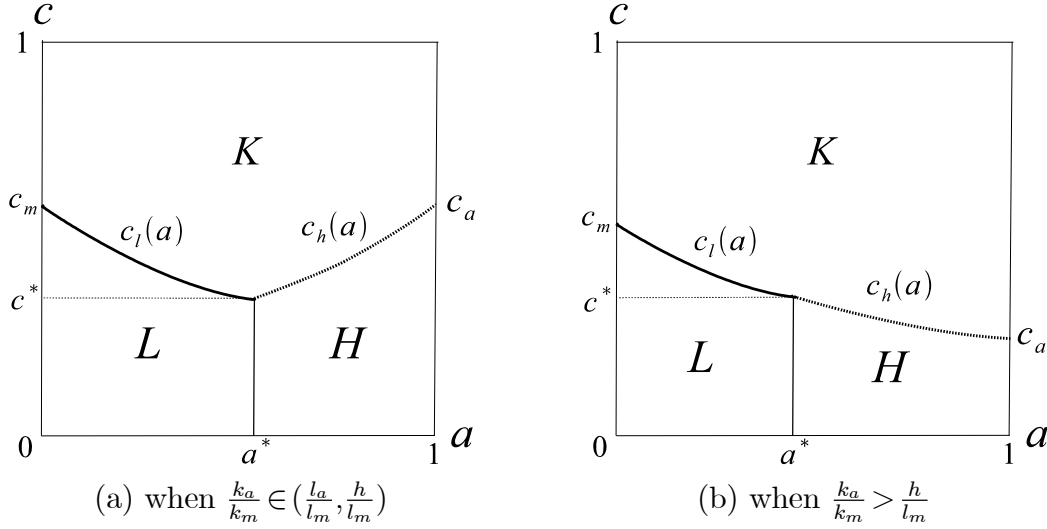 c
1
K
c_m
c_l(a)
c_h(a)
c_a
c*
L
H
0
a*
1
a
(a) when k_a/k_m ∈ (l_a/l_m, h/l_m)
c
1
K
c_m
c_l(a)
c*
c_h(a)
c_a
L
H
0
a*
1
a
(b) when k_a/k_m > h/l_m